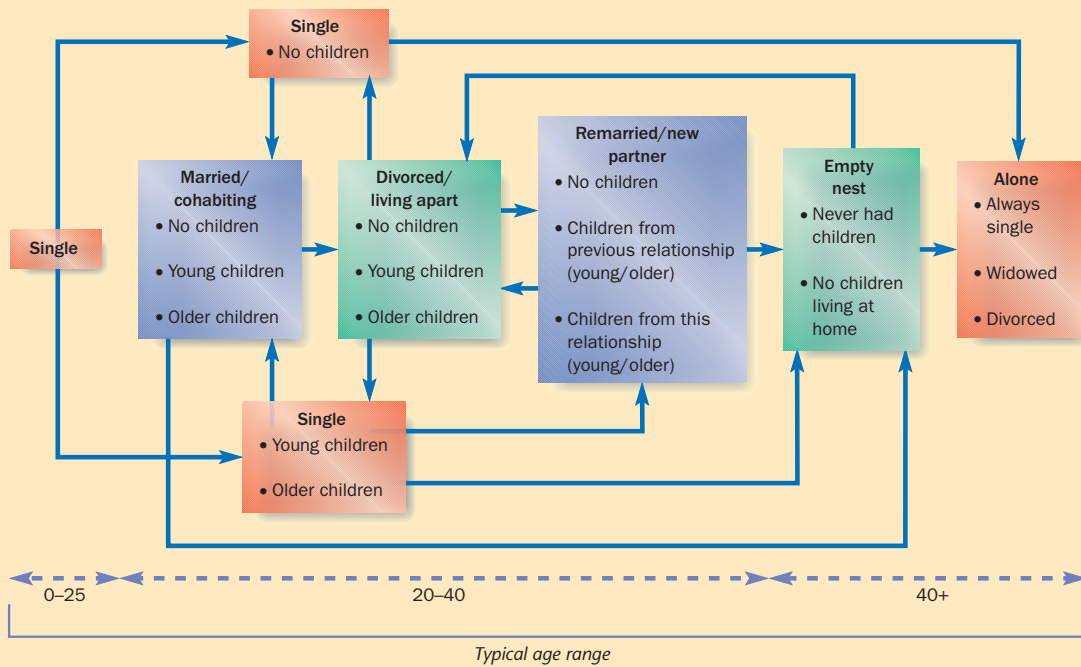 Single
• No children
Single
Married/
cohabiting
• No children
• Young children
• Older children
Divorced/
living apart
• No children
• Young children
• Older children
Remarried/new
partner
• No children
• Children from
previous relationship
(young/older)
• Children from this
relationship
(young/older)
Empty
nest
• Never had
children
• No children
living at
home
Alone
• Always
single
• Widowed
• Divorced
Single
• Young children
• Older children
0–25
20–40
40+
Typical age range